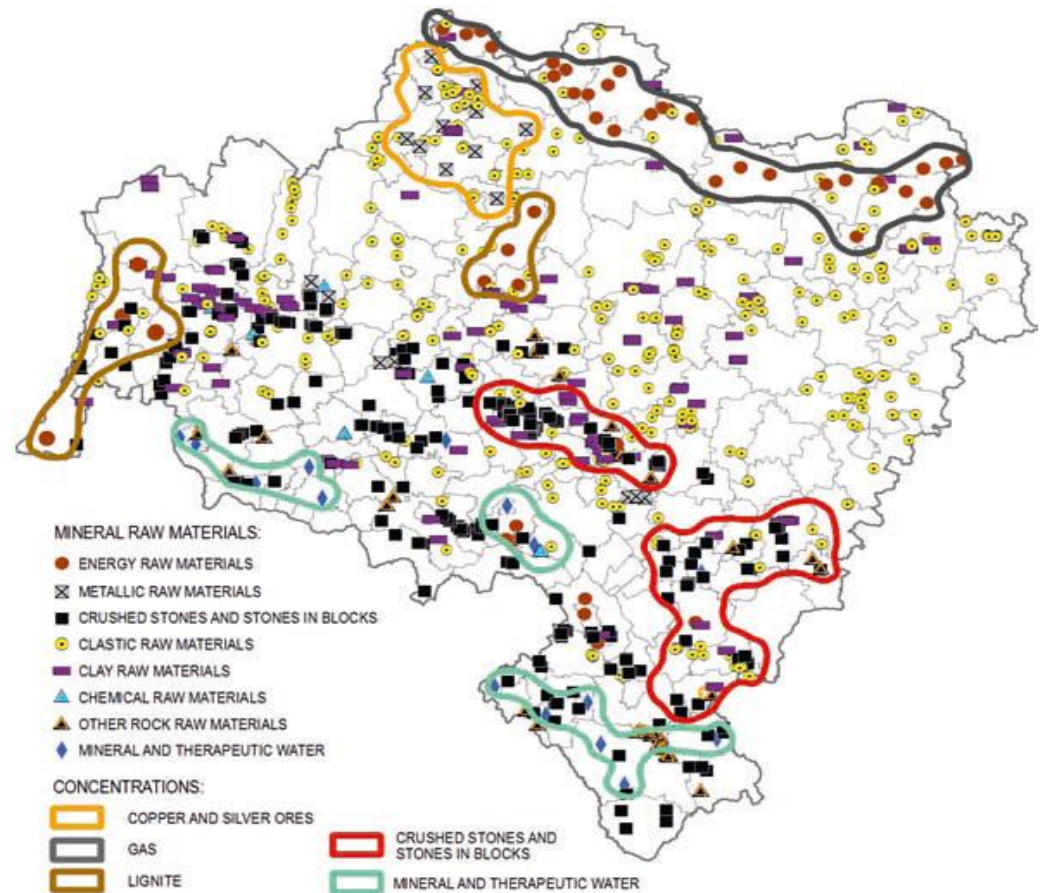 MINERAL RAW MATERIALS:
ENERGY RAW MATERIALS
METALLIC RAW MATERIALS
CRUSHED STONES AND STONES IN BLOCKS
CLASTIC RAW MATERIALS
CLAY RAW MATERIALS
CHEMICAL RAW MATERIALS
OTHER ROCK RAW MATERIALS
MINERAL AND THERAPEUTIC WATER
CONCENTRATIONS:
COPPER AND SILVER ORES
GAS
LIGNITE
CRUSHED STONES AND
STONES IN BLOCKS
MINERAL AND THERAPEUTIC WATER